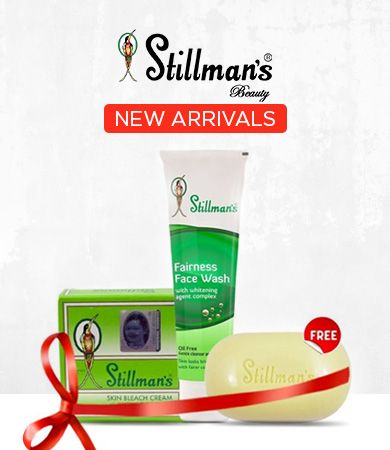 Stillman's®
Beauty
NEW ARRIVALS
Stillman's
Fairness
Face Wash
with whitening
agent complex
Oil Free
FREE
Stillman's®
SKIN BLEACH CREAM
Stillman's